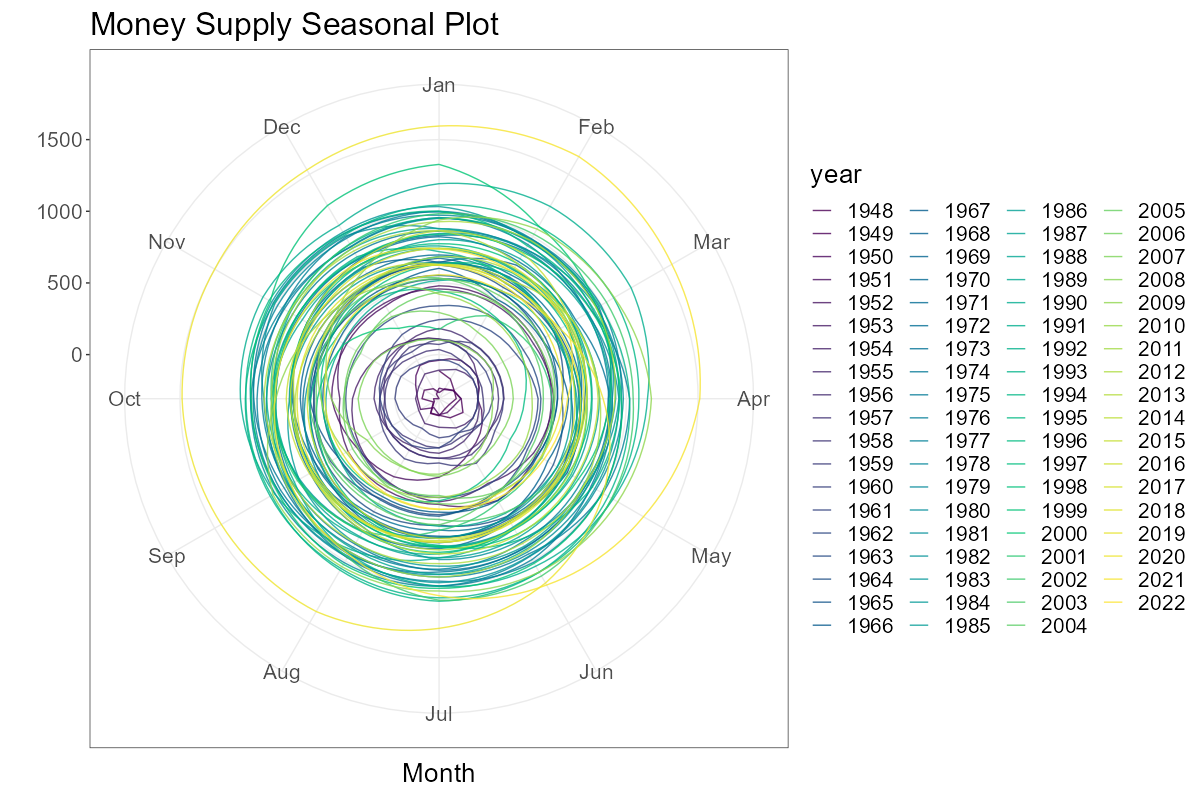 Money Supply Seasonal Plot
Jan
Dec
Feb
1500
1000
Nov
Mar
500
0
Oct
Apr
Sep
May
Aug
Jun
Jul
Month
year
1948 1967 1986 2005
1949 1968 1987 2006
1950 1969 1988 2007
1951 1970 1989 2008
1952 1971 1990 2009
1953 1972 1991 2010
1954 1973 1992 2011
1955 1974 1993 2012
1956 1975 1994 2013
1957 1976 1995 2014
1958 1977 1996 2015
1959 1978 1997 2016
1960 1979 1998 2017
1961 1980 1999 2018
1962 1981 2000 2019
1963 1982 2001 2020
1964 1983 2002 2021
1965 1984 2003 2022
1966 1985 2004